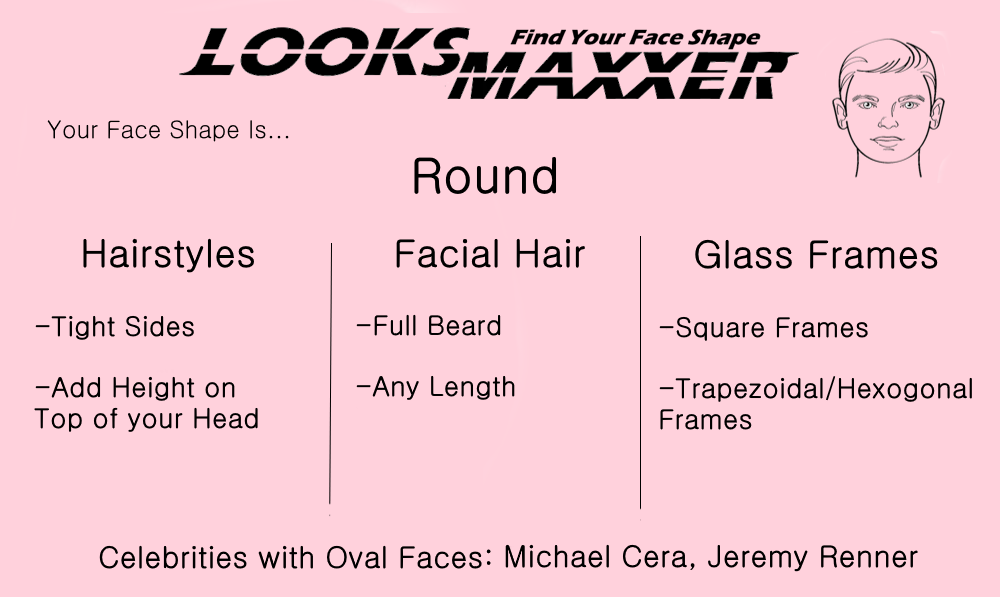 LOOKSMAXXER
Find Your Face Shape
Your Face Shape Is...
Round
Hairstyles
-Tight Sides
-Add Height on
Top of your Head
Facial Hair
-Full Beard
-Any Length
Glass Frames
-Square Frames
-Trapezoidal/Hexogonal
Frames
Celebrities with Oval Faces: Michael Cera, Jeremy Renner